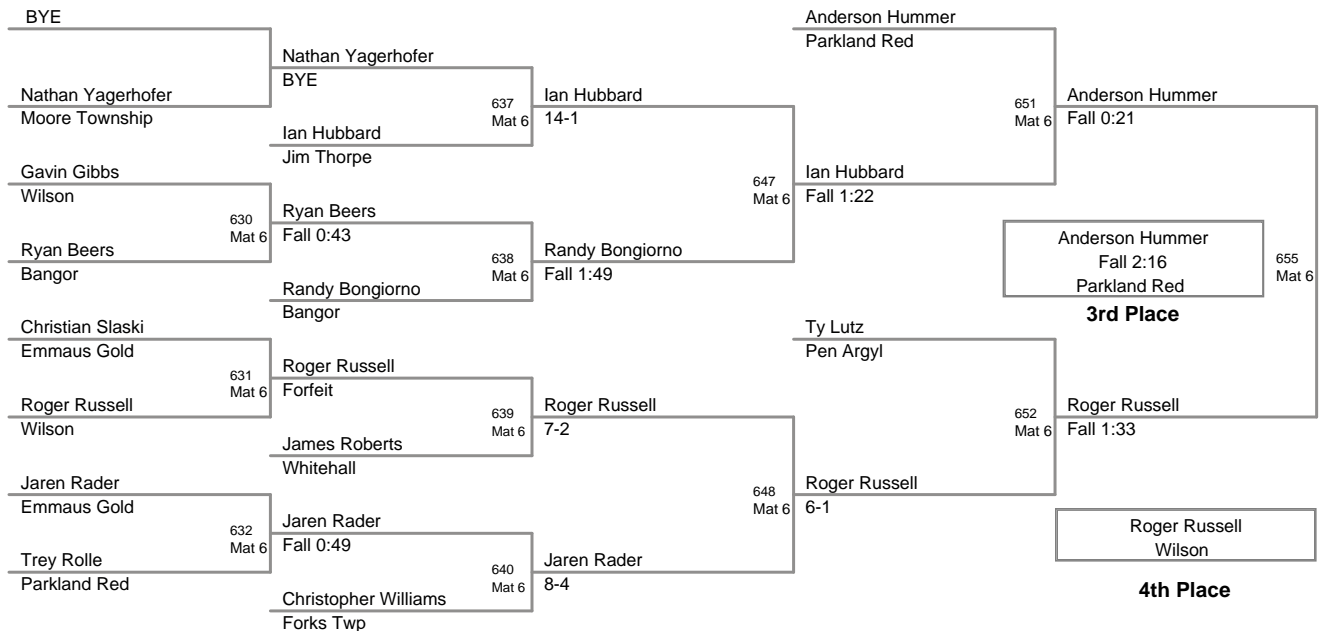 BYE
Nathan Yagerhofer
Moore Township
Gavin Gibbs
Wilson
630
Mat 6
Ryan Beers
Bangor
Christian Slaski
Emmaus Gold
631
Mat 6
Roger Russell
Wilson
Jaren Rader
Emmaus Gold
632
Mat 6
Trey Rolle
Parkland Red
Nathan Yagerhofer
BYE
637
Mat 6
Ian Hubbard
Jim Thorpe
Ryan Beers
Fall 0:43
638
Mat 6
Randy Bongiorno
Bangor
Roger Russell
Forfeit
639
Mat 6
James Roberts
Whitehall
Jaren Rader
Fall 0:49
640
Mat 6
Christopher Williams
Forks Twp
Ian Hubbard
14-1
647
Mat 6
Randy Bongiorno
Fall 1:49
Roger Russell
7-2
648
Mat 6
Jaren Rader
8-4
Anderson Hummer
Parkland Red
651
Mat 6
Ian Hubbard
Fall 1:22
Ty Lutz
Pen Argyl
652
Mat 6
Roger Russell
6-1
Anderson Hummer
Fall 0:21
655
Mat 6
Roger Russell
Fall 1:33
Anderson Hummer
Fall 2:16
Parkland Red
3rd Place
Roger Russell
Wilson
4th Place